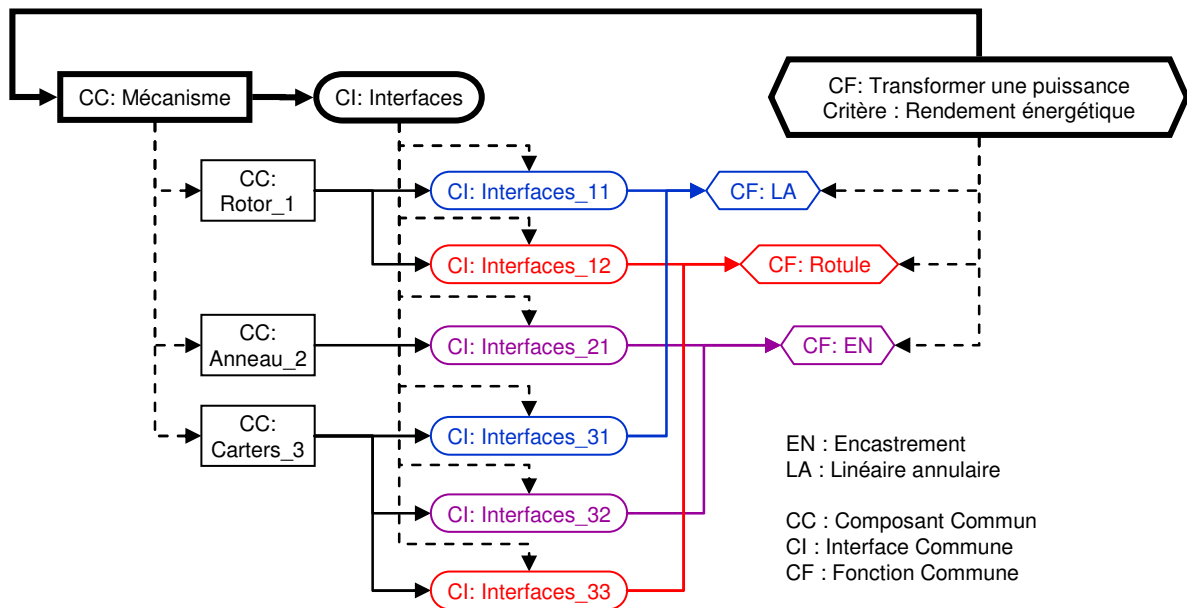 CC: Mécanisme
CI: Interfaces
CF: Transformer une puissance
Critère : Rendement énergétique
CC:
Rotor_1
CI: Interfaces_11
CF: LA
CI: Interfaces_12
CF: Rotule
CC:
Anneau_2
CI: Interfaces_21
CF: EN
CC:
Carters_3
CI: Interfaces_31
CI: Interfaces_32
CI: Interfaces_33
EN : Encastrement
LA : Linéaire annulaire
CC : Composant Commun
CI : Interface Commune
CF : Fonction Commune